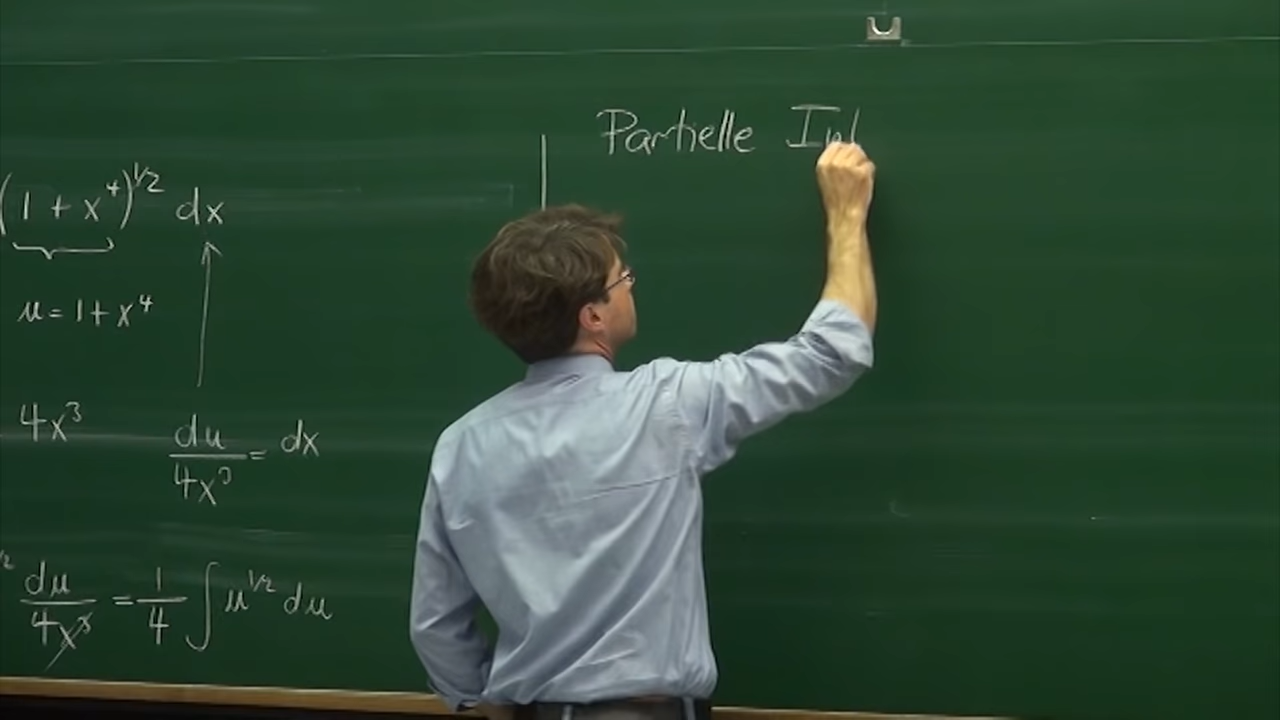 (1 + x⁴)^{1/2} dx
u = 1 + x⁴
4x³
du/4x³ = dx
du/4x³ = 1/4 ∫ u^{1/2} du
Partielle